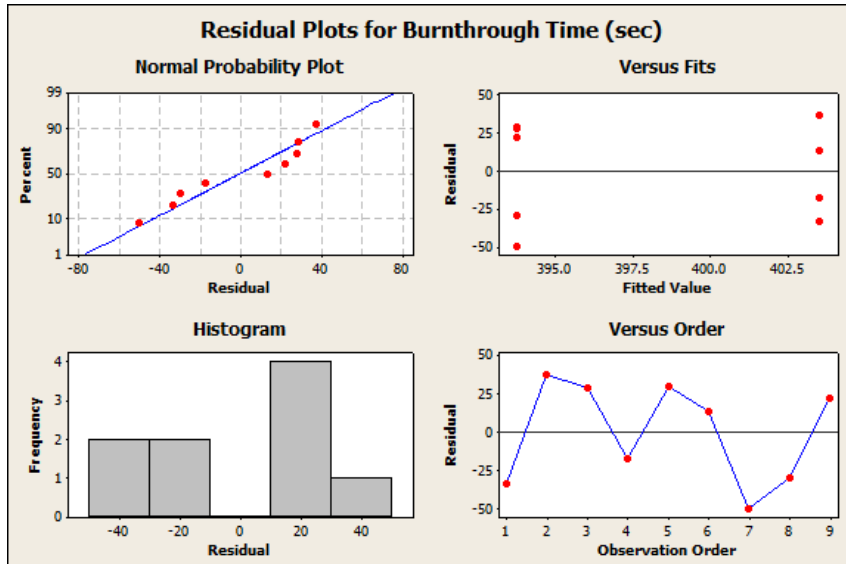 Residual Plots for Burnthrough Time (sec)
Normal Probability Plot
99
90
50
10
1
Percent
-80 -40 0 40 80
Residual
Versus Fits
50
25
0
-25
-50
Residual
395.0 397.5 400.0 402.5
Fitted Value
Histogram
4
3
2
1
0
Frequency
-40 -20 0 20 40
Residual
Versus Order
50
25
0
-25
-50
Residual
1 2 3 4 5 6 7 8 9
Observation Order